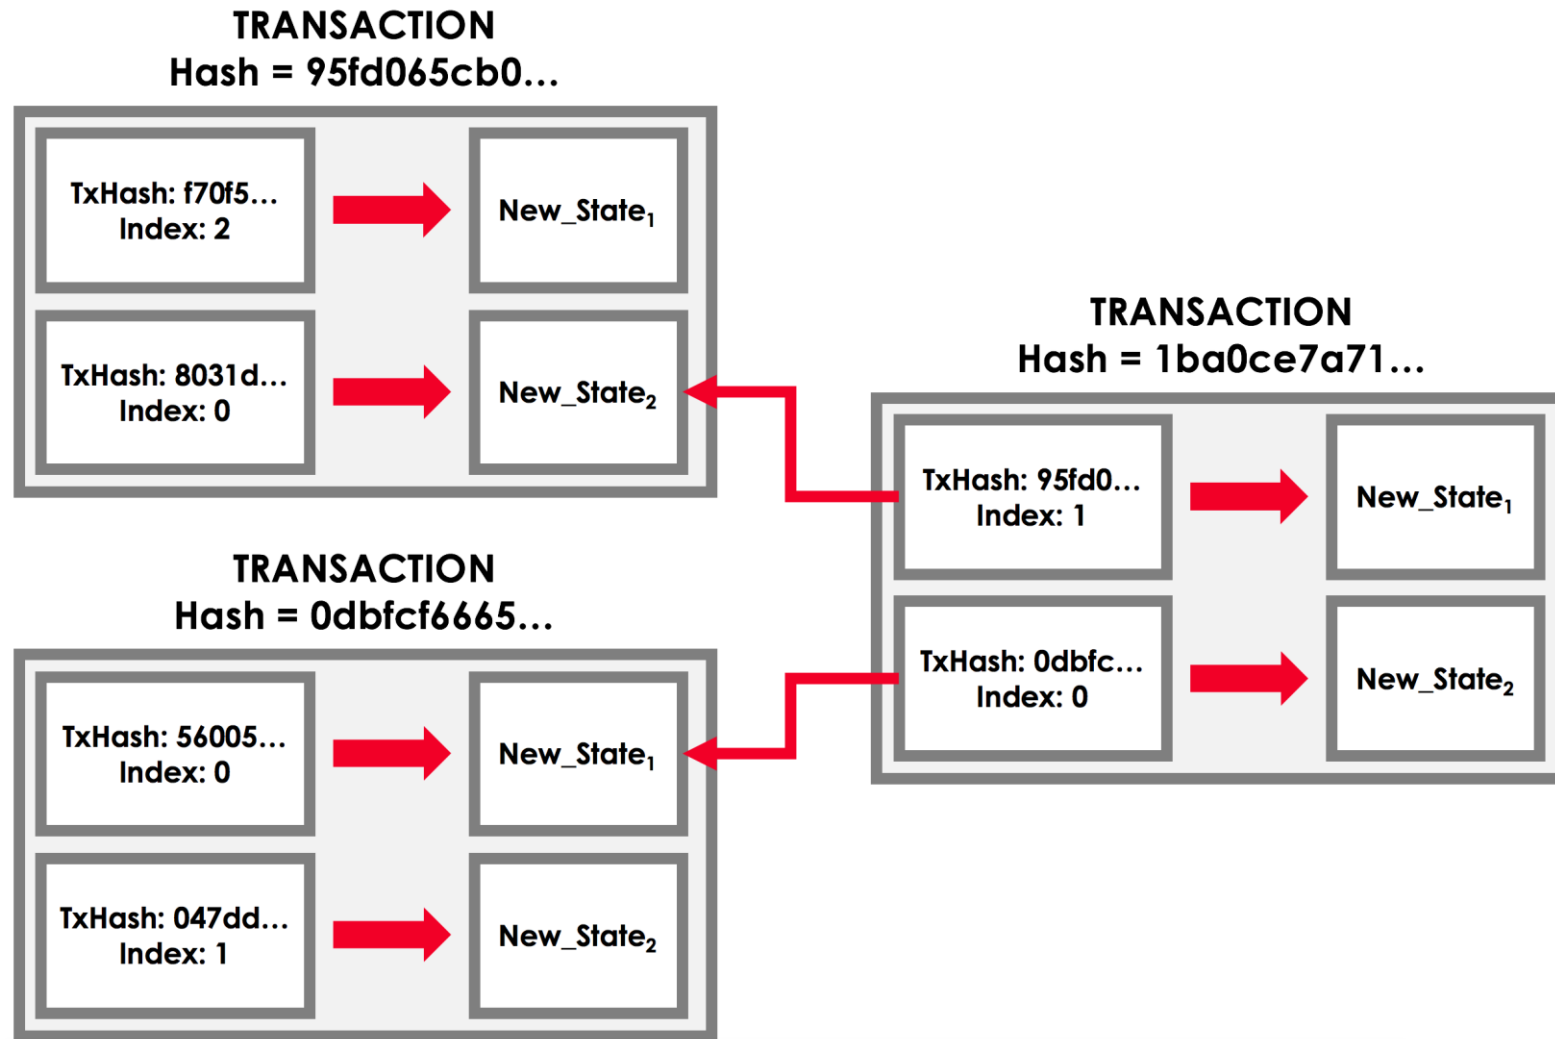 TRANSACTION
Hash = 95fd065cb0...
TxHash: f70f5...
Index: 2
New_State₁
TxHash: 8031d...
Index: 0
New_State₂
TRANSACTION
Hash = 1ba0ce7a71...
TxHash: 95fd0...
Index: 1
New_State₁
TxHash: 0dbfc...
Index: 0
New_State₂
TRANSACTION
Hash = 0dbfcf6665...
TxHash: 56005...
Index: 0
New_State₁
TxHash: 047dd...
Index: 1
New_State₂